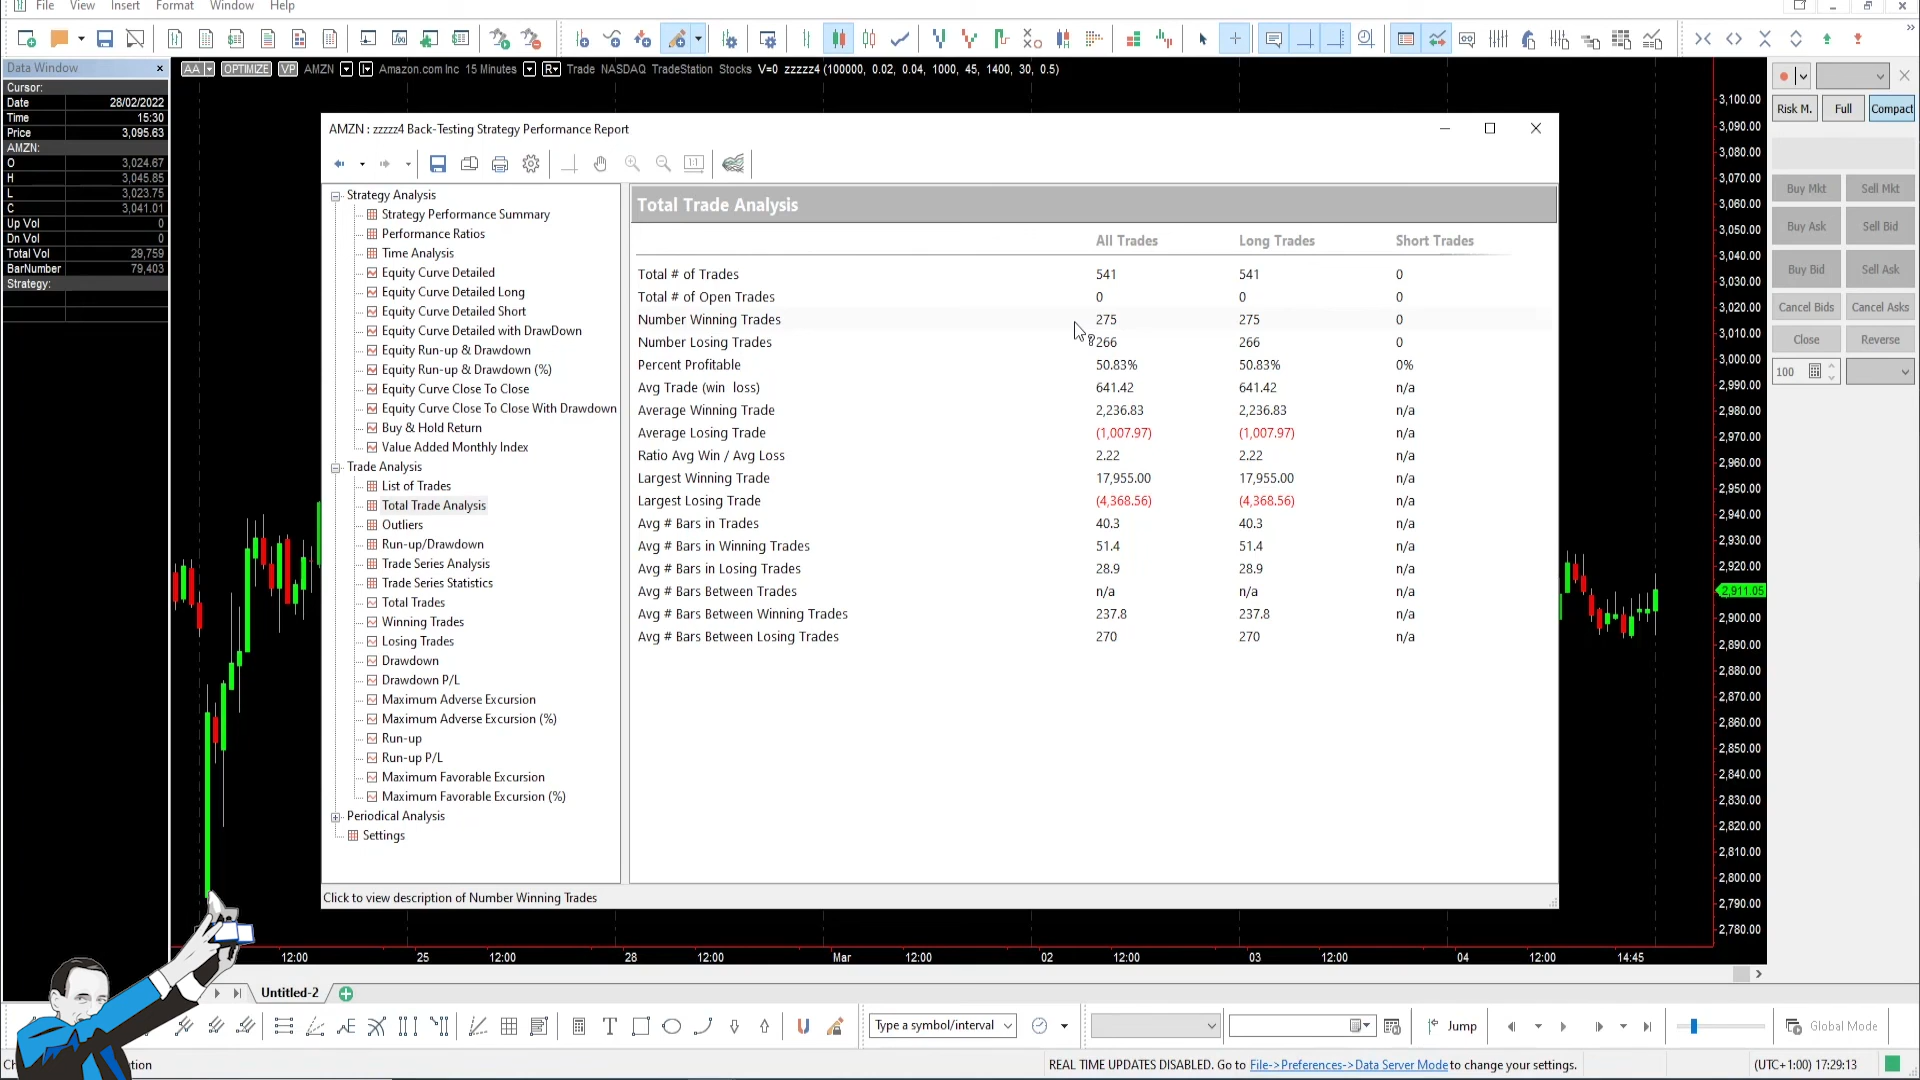 File View Insert Format Window Help
Data Window
AA OPTIMIZE VP AMZN Amazon.com Inc 15 Minutes R Trade NASDAQ TradeStation Stocks V=0 zzzzz4 (100000, 0.02, 0.04, 1000, 45, 1400, 30, 0.5)
Cursor:
Date 28/02/2022
Time 15:30
Price 3,095.63
AMZN:
O 3,024.67
H 3,045.85
L 3,023.75
C 3,041.01
Up Vol 0
Dn Vol 0
Total Vol 29,759
BarNumber 79,403
Strategy:
AMZN : zzzzz4 Back-Testing Strategy Performance Report
1:1
Strategy Analysis
Strategy Performance Summary
Performance Ratios
Time Analysis
Equity Curve Detailed
Equity Curve Detailed Long
Equity Curve Detailed Short
Equity Curve Detailed with DrawDown
Equity Run-up & Drawdown
Equity Run-up & Drawdown (%)
Equity Curve Close To Close
Equity Curve Close To Close With Drawdown
Buy & Hold Return
Value Added Monthly Index
Trade Analysis
List of Trades
Total Trade Analysis
Outliers
Run-up/Drawdown
Trade Series Analysis
Trade Series Statistics
Total Trades
Winning Trades
Losing Trades
Drawdown
Drawdown P/L
Maximum Adverse Excursion
Maximum Adverse Excursion (%)
Run-up
Run-up P/L
Maximum Favorable Excursion
Maximum Favorable Excursion (%)
Periodical Analysis
Settings
Total Trade Analysis
All Trades Long Trades Short Trades
Total # of Trades 541 541 0
Total # of Open Trades 0 0 0
Number Winning Trades 275 275 0
Number Losing Trades 266 266 0
Percent Profitable 50.83% 50.83% 0%
Avg Trade (win loss) 641.42 641.42 n/a
Average Winning Trade 2,236.83 2,236.83 n/a
Average Losing Trade (1,007.97) (1,007.97) n/a
Ratio Avg Win / Avg Loss 2.22 2.22 n/a
Largest Winning Trade 17,955.00 17,955.00 n/a
Largest Losing Trade (4,368.56) (4,368.56) n/a
Avg # Bars in Trades 40.3 40.3 n/a
Avg # Bars in Winning Trades 51.4 51.4 n/a
Avg # Bars in Losing Trades 28.9 28.9 n/a
Avg # Bars Between Trades n/a n/a n/a
Avg # Bars Between Winning Trades 237.8 237.8 n/a
Avg # Bars Between Losing Trades 270 270 n/a
Click to view description of Number Winning Trades
3,100.00
3,090.00
3,080.00
3,070.00
3,060.00
3,050.00
3,040.00
3,030.00
3,020.00
3,010.00
3,000.00
2,990.00
2,980.00
2,970.00
2,960.00
2,950.00
2,940.00
2,930.00
2,920.00
2,911.05
2,900.00
2,890.00
2,880.00
2,870.00
2,860.00
2,850.00
2,840.00
2,830.00
2,820.00
2,810.00
2,800.00
2,790.00
2,780.00
Risk M. Full Compact
Buy Mkt Sell Mkt
Buy Ask Sell Bid
Buy Bid Sell Ask
Cancel Bids Cancel Asks
Close Reverse
100
12:00 25 12:00 28 12:00 Mar 12:00 02 12:00 03 12:00 04 12:00 14:45
Untitled-2
T Type a symbol/interval Jump Global Mode
REAL TIME UPDATES DISABLED. Go to File->Preferences->Data Server Mode to change your settings. (UTC+1:00) 17:29:13